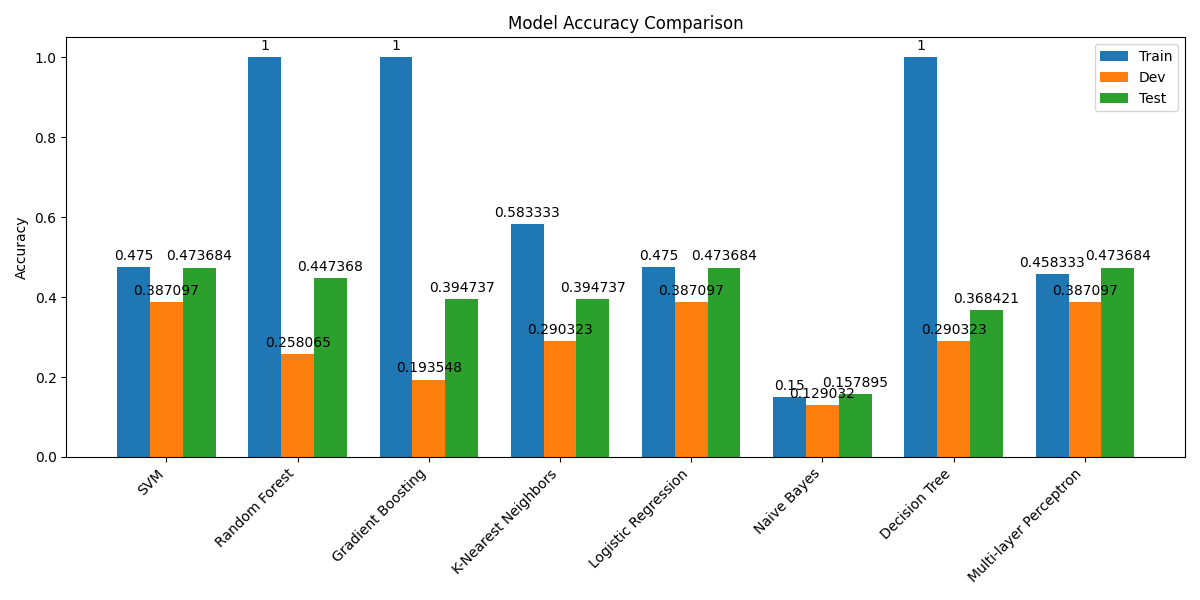 Model Accuracy Comparison
Train
Dev
Test
Accuracy
1.0
0.8
0.6
0.4
0.2
0.0
0.475
0.387097
0.473684
1
0.258065
0.447368
1
0.193548
0.394737
0.583333
0.290323
0.394737
0.475
0.387097
0.473684
0.15
0.129032
0.157895
1
0.290323
0.368421
0.458333
0.387097
0.473684
SVM
Random Forest
Gradient Boosting
K-Nearest Neighbors
Logistic Regression
Naive Bayes
Decision Tree
Multi-layer Perceptron